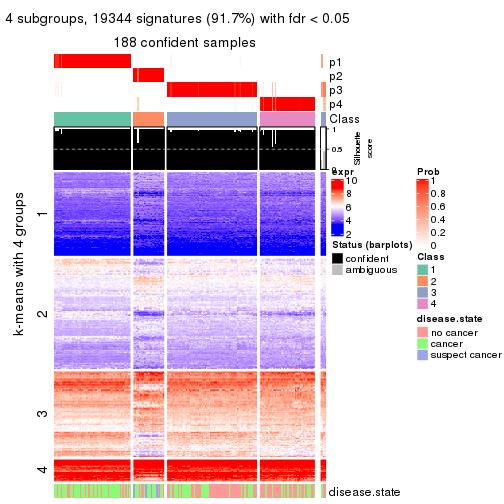 4 subgroups, 19344 signatures (91.7%) with fdr < 0.05
188 confident samples
p1
p2
p3
p4
Class
1
0.5
0
Silhouette
score
k-means with 4 groups
1
2
3
4
disease.state
expr
10
8
6
4
2
Status (barplots)
confident
ambiguous
Prob
1
0.8
0.6
0.4
0.2
0
Class
1
2
3
4
disease.state
no cancer
cancer
suspect cancer